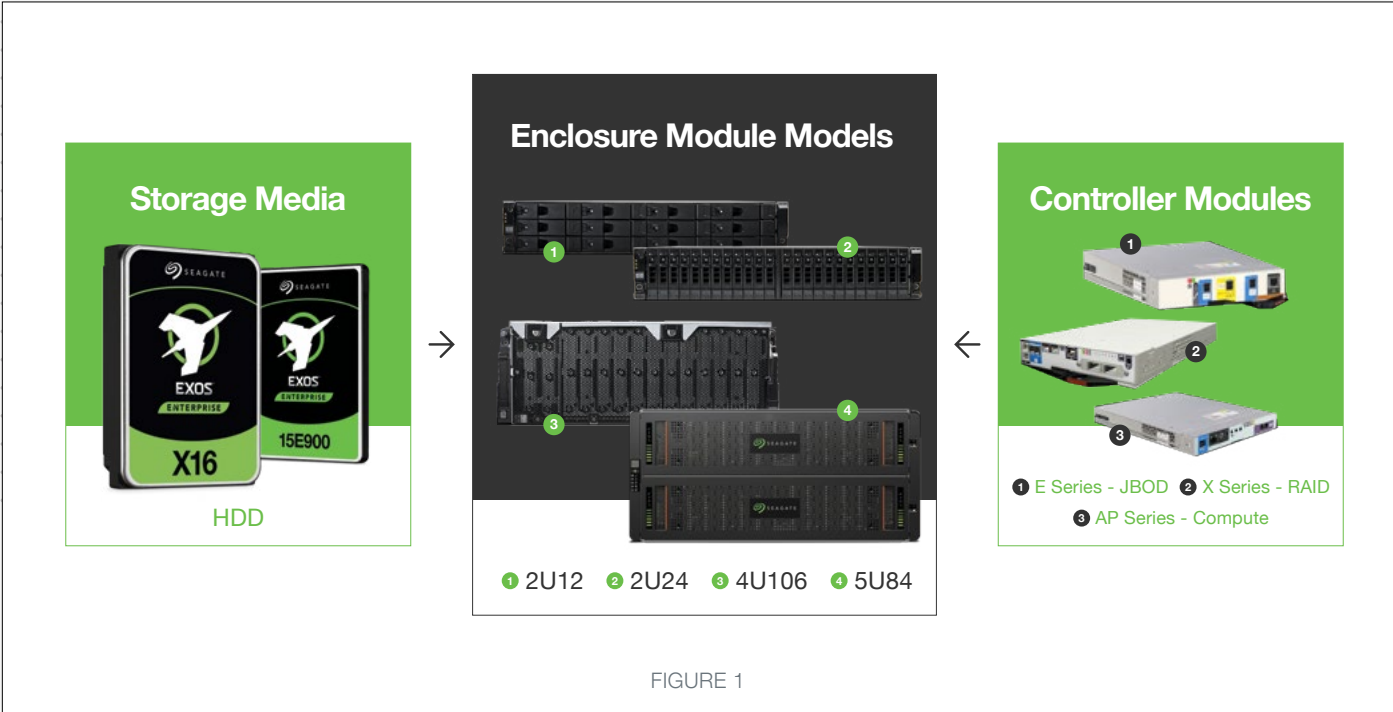 Storage Media
SEAGATE
EXOS
ENTERPRISE
X16
SEAGATE
EXOS
ENTERPRISE
15E900
HDD
Enclosure Module Models
1
2
3
4
SEAGATE
SEAGATE
1 2U12 2 2U24 3 4U106 4 5U84
Controller Modules
1
2
3
1 E Series - JBOD 2 X Series - RAID
3 AP Series - Compute
FIGURE 1